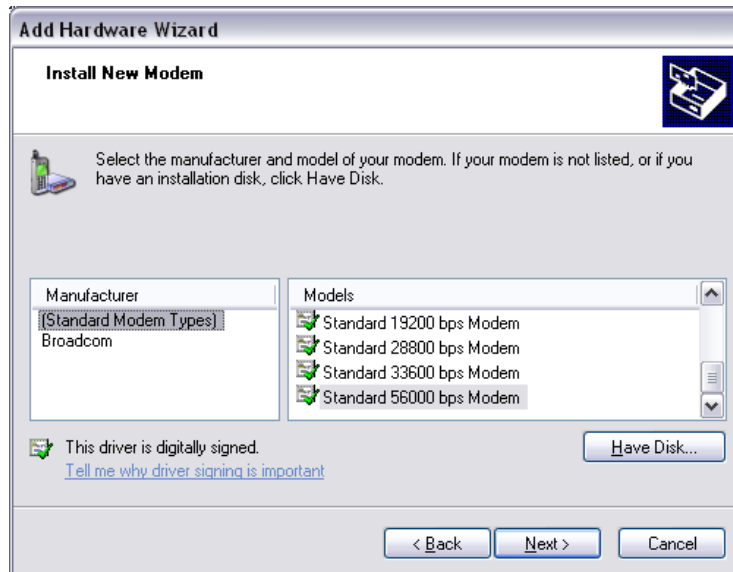 Add Hardware Wizard
Install New Modem
Select the manufacturer and model of your modem. If your modem is not listed, or if you
have an installation disk, click Have Disk.
Manufacturer
(Standard Modem Types)
Broadcom
Models
Standard 19200 bps Modem
Standard 28800 bps Modem
Standard 33600 bps Modem
Standard 56000 bps Modem
This driver is digitally signed.
Tell me why driver signing is important
Have Disk...
< Back
Next >
Cancel